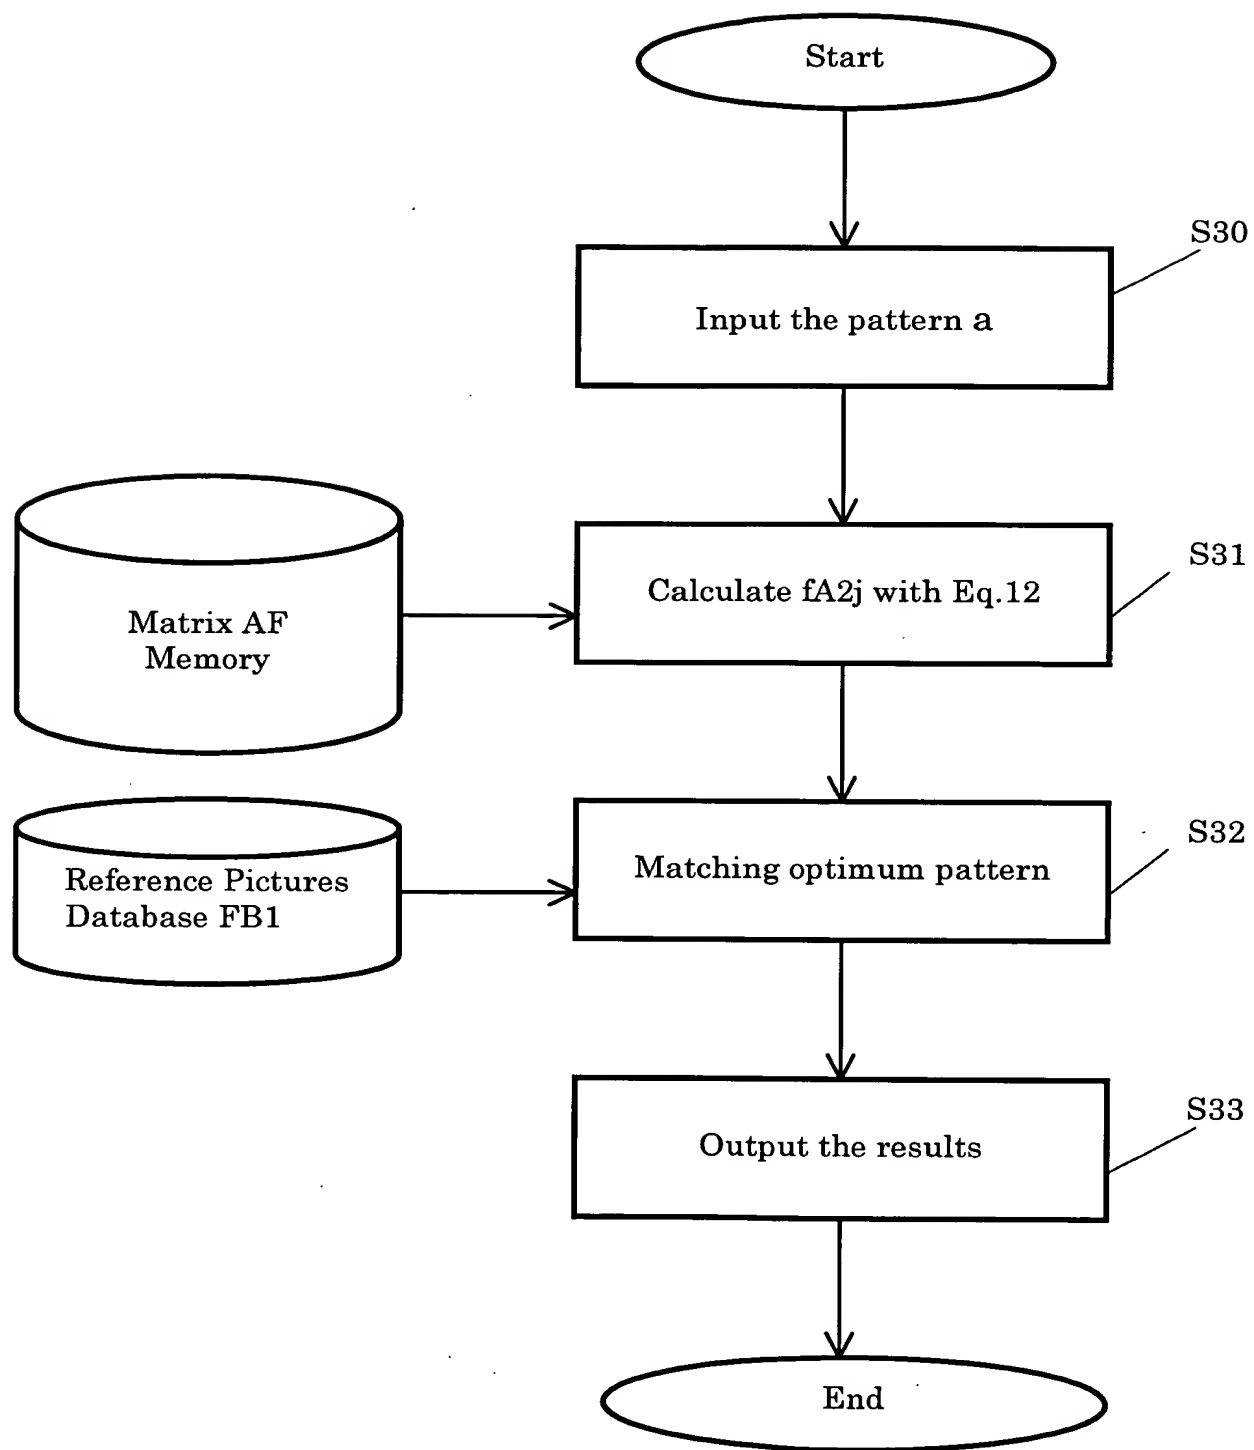 Start
S30
Input the pattern a
S31
Calculate fA2j with Eq.12
Matrix AF
Memory
S32
Matching optimum pattern
Reference Pictures
Database FB1
S33
Output the results
End